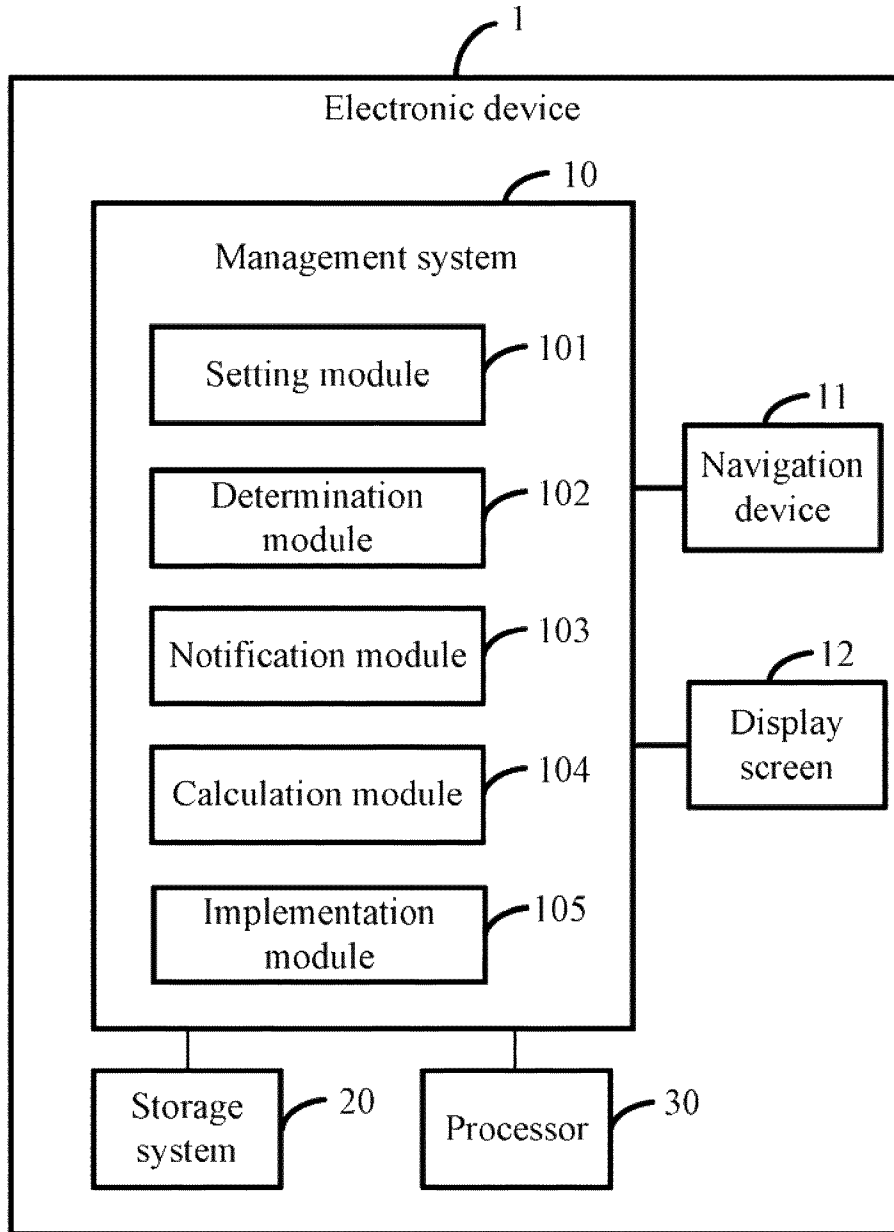 1
Electronic device
10
Management system
101
Setting module
102
Determination
module
103
Notification module
104
Calculation module
105
Implementation
module
11
Navigation
device
12
Display
screen
20
Storage
system
30
Processor